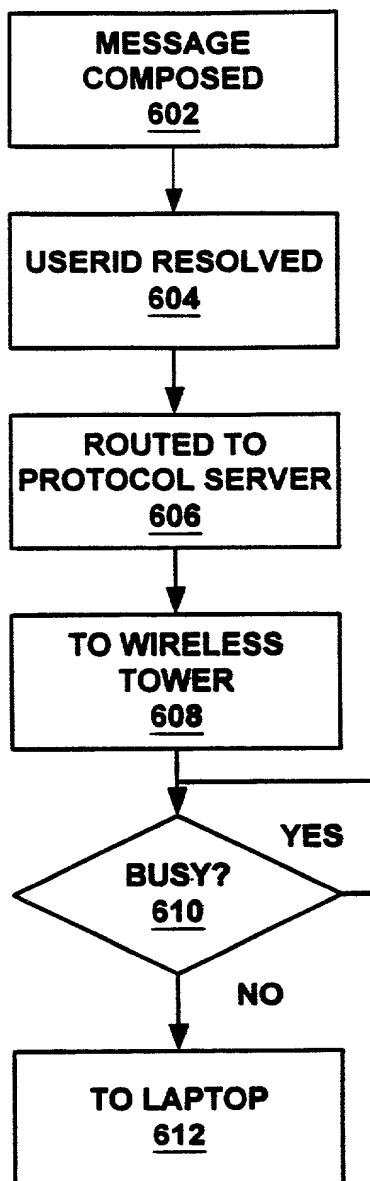 MESSAGE
COMPOSED
602
USERID RESOLVED
604
ROUTED TO
PROTOCOL SERVER
606
TO WIRELESS
TOWER
608
YES
BUSY?
610
NO
TO LAPTOP
612